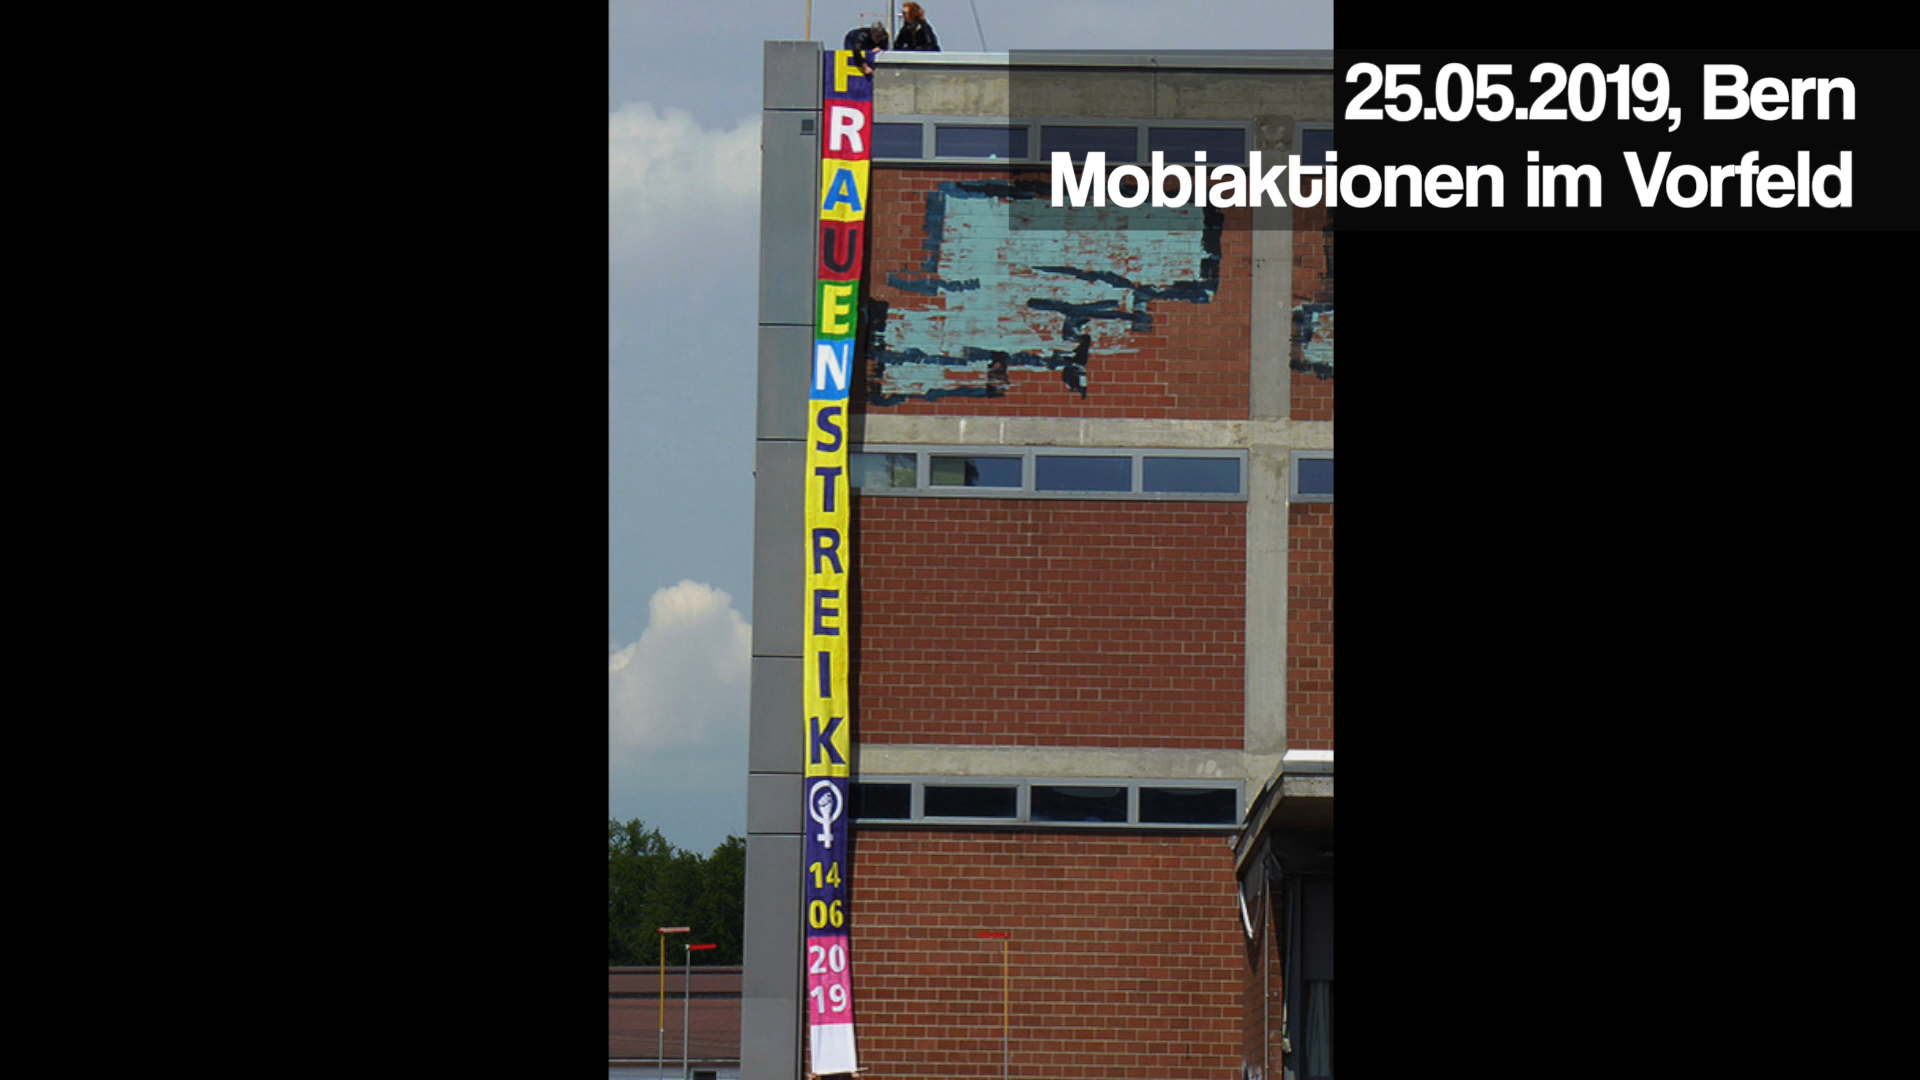 25.05.2019, Bern
Mobiaktionen im Vorfeld
FRAUENSTREIK
14
06
20
19